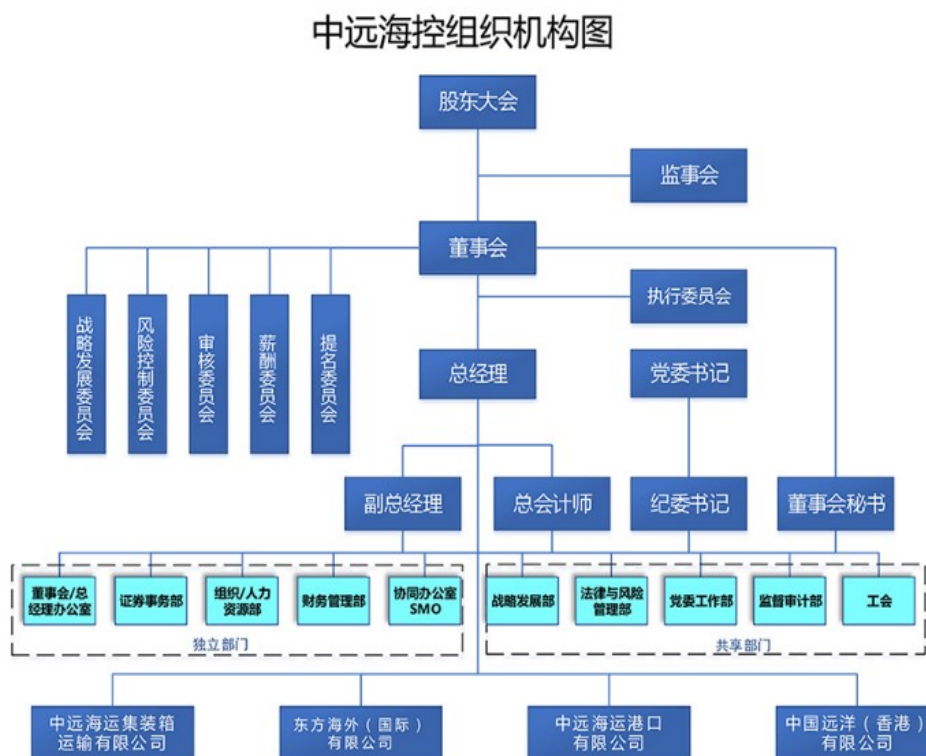 中远海控组织机构图
股东大会
监事会
董事会
执行委员会
战略发展委员会
风险控制委员会
审核委员会
薪酬委员会
提名委员会
总经理
党委书记
副总经理
总会计师
纪委书记
董事会秘书
董事会/总
经理办公室
证券事务部
组织/人力
资源部
财务管理部
协同办公室
SMO
战略发展部
法律与风险
管理部
党委工作部
监督审计部
工会
独立部门
共享部门
中远海运集装箱
运输有限公司
东方海外(国际)
有限公司
中远海运港口
有限公司
中国远洋(香港)
有限公司